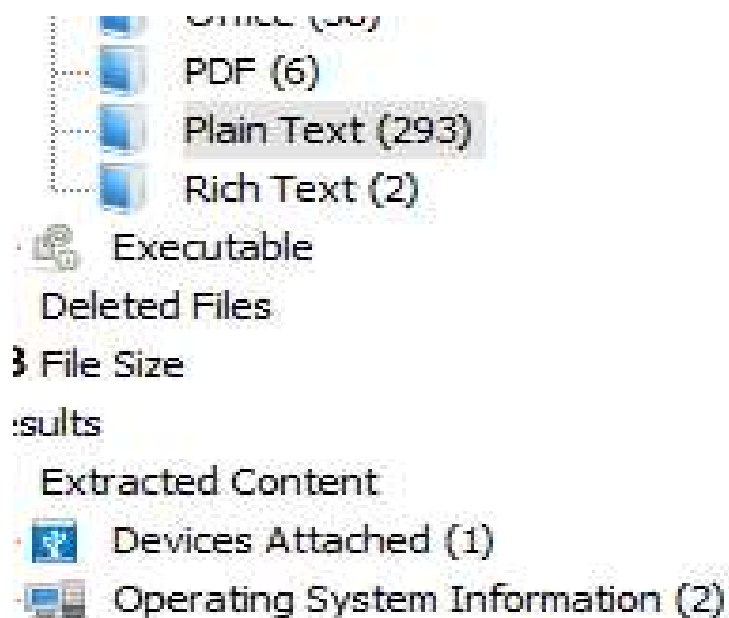 PDF (6)
Plain Text (293)
Rich Text (2)
Executable
Deleted Files
File Size
Extracted Content
Devices Attached (1)
Operating System Information (2)